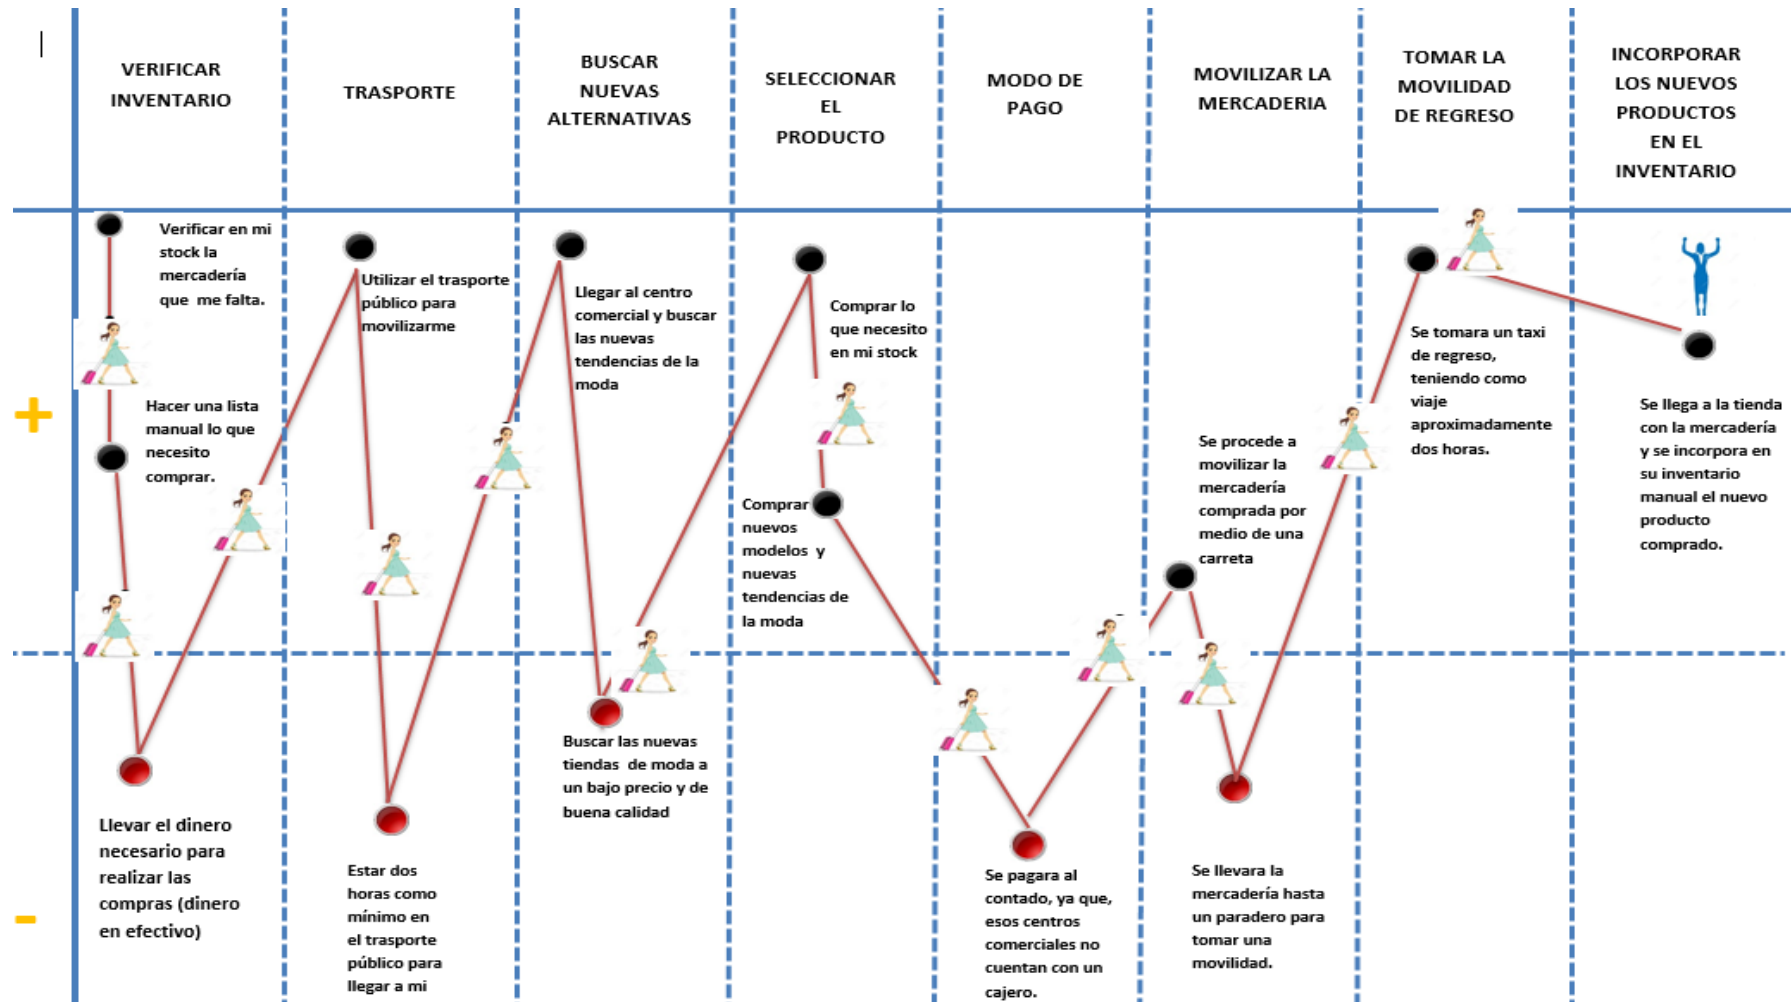 VERIFICAR
INVENTARIO
TRASPORTE
BUSCAR
NUEVAS
ALTERNATIVAS
SELECCIONAR
EL
PRODUCTO
MODO DE
PAGO
MOVILIZAR LA
MERCADERIA
TOMAR LA
MOVILIDAD
DE REGRESO
INCORPORAR
LOS NUEVOS
PRODUCTOS
EN EL
INVENTARIO
+
-
Verificar en mi
stock la
mercadería
que me falta.
Hacer una lista
manual lo que
necesito
comprar.
Llevar el dinero
necesario para
realizar las
compras (dinero
en efectivo)
Utilizar el trasporte
público para
movilizarme
Estar dos
horas como
mínimo en
el trasporte
público para
llegar a mi
Llegar al centro
comercial y buscar
las nuevas
tendencias de la
moda
Buscar las nuevas
tiendas de moda a
un bajo precio y de
buena calidad
Comprar lo
que necesito
en mi stock
Comprar
nuevos
modelos y
nuevas
tendencias de
la moda
Se pagara al
contado, ya que,
esos centros
comerciales no
cuentan con un
cajero.
Se procede a
movilizar la
mercadería
comprada por
medio de una
carreta
Se llevara la
mercadería hasta
un paradero para
tomar una
movilidad.
Se tomara un taxi
de regreso,
teniendo como
viaje
aproximadamente
dos horas.
Se llega a la tienda
con la mercadería
y se incorpora en
su inventario
manual el nuevo
producto
comprado.